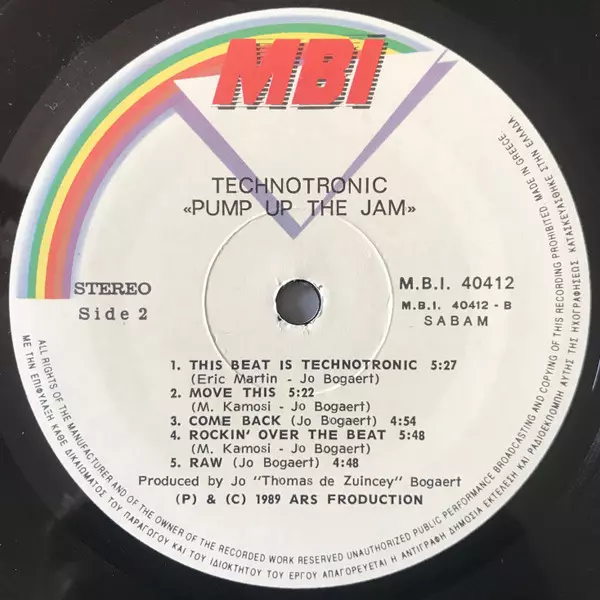 MBI
TECHNOTRONIC
«PUMP UP THE JAM»
STEREO
Side 2
M.B.I. 40412
M.B.I. 40412 - B
SABAM
1. THIS BEAT IS TECHNOTRONIC 5:27
(Eric Martin - Jo Bogaert)
2. MOVE THIS 5:22
(M. Kamosi - Jo Bogaert)
3. COME BACK (Jo Bogaert) 4:54
4. ROCKIN' OVER THE BEAT 5:48
(M. Kamosi - Jo Bogaert)
5. RAW (Jo Bogaert) 4:48
Produced by Jo "Thomas de Zuincey" Bogaert
(P) & (C) 1989 ARS FRODUCTION
ALL RIGHTS OF THE MANUFACTURER AND OF THE OWNER OF THE RECORDED WORK RESERVED UNAUTHORIZED PUBLIC PERFORMANCE BROADCASTING AND COPYING OF THIS RECORDING PROHIBITED. MADE IN GREECE.
ΜΕ ΤΗΝ ΕΠΙΦΥΛΑΞΗ ΚΑΘΕ ΔΙΚΑΙΩΜΑΤΟΣ ΤΟΥ ΠΑΡΑΓΩΓΟΥ ΚΑΙ ΤΟΥ ΙΔΙΟΚΤΗΤΟΥ ΤΟΥ ΕΡΓΟΥ ΑΠΑΓΟΡΕΥΕΤΑΙ Η ΑΝΤΙΓΡΑΦΗ ΔΗΜΟΣΙΑ ΕΚΤΕΛΕΣΗ ΚΑΙ ΡΑΔΙΟΕΚΠΟΜΠΗ ΑΥΤΗΣ ΤΗΣ ΗΧΟΓΡΑΦΗΣΕΩΣ ΚΑΤΑΣΚΕΥΑΣΘΗΚΕ ΣΤΗΝ ΕΛΛΑΔΑ.